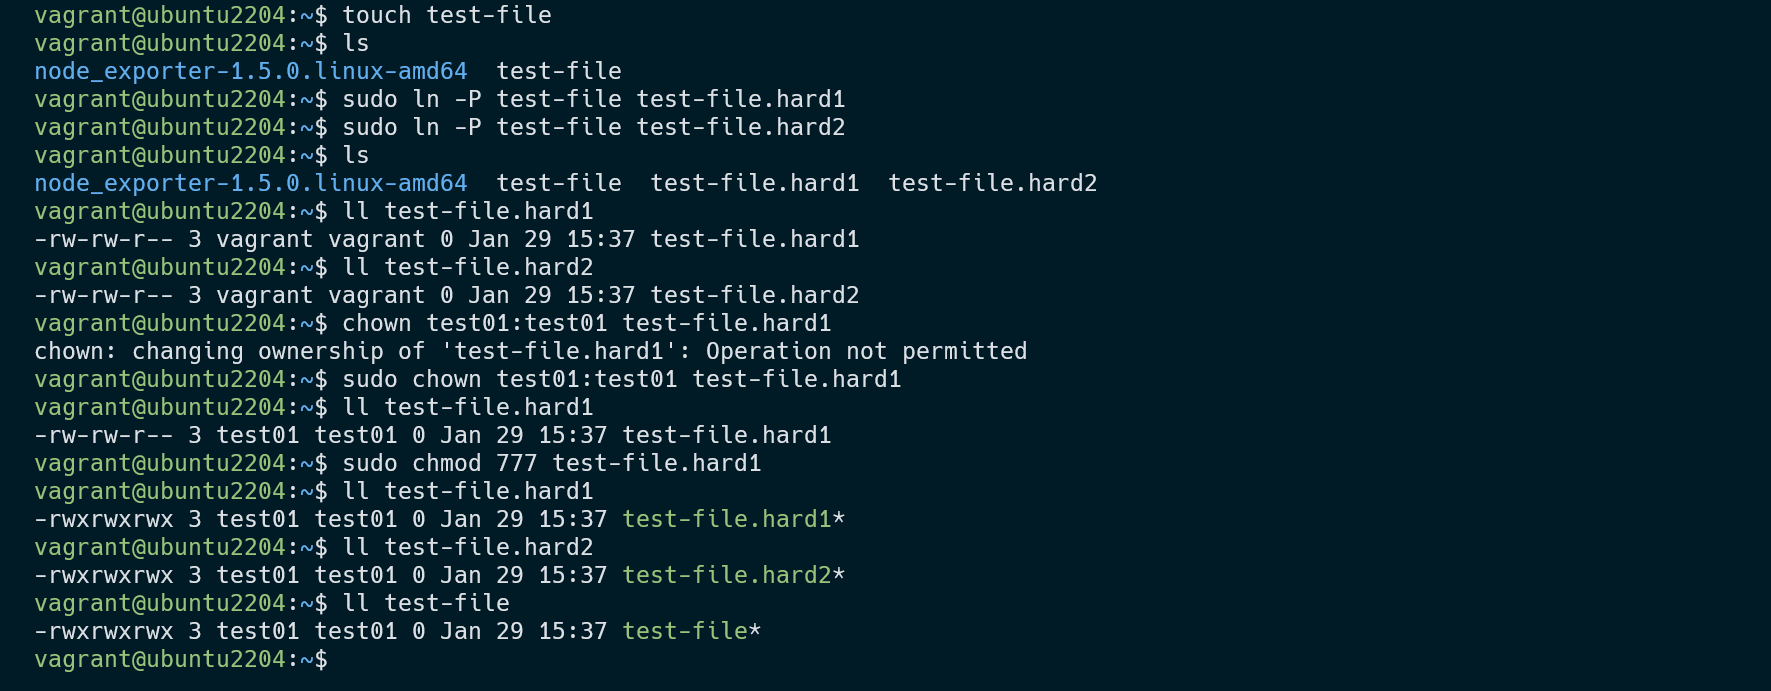 vagrant@ubuntu2204:~$ touch test-file
vagrant@ubuntu2204:~$ ls
node_exporter-1.5.0.linux-amd64  test-file
vagrant@ubuntu2204:~$ sudo ln -P test-file test-file.hard1
vagrant@ubuntu2204:~$ sudo ln -P test-file test-file.hard2
vagrant@ubuntu2204:~$ ls
node_exporter-1.5.0.linux-amd64  test-file  test-file.hard1  test-file.hard2
vagrant@ubuntu2204:~$ ll test-file.hard1
-rw-rw-r-- 3 vagrant vagrant 0 Jan 29 15:37 test-file.hard1
vagrant@ubuntu2204:~$ ll test-file.hard2
-rw-rw-r-- 3 vagrant vagrant 0 Jan 29 15:37 test-file.hard2
vagrant@ubuntu2204:~$ chown test01:test01 test-file.hard1
chown: changing ownership of 'test-file.hard1': Operation not permitted
vagrant@ubuntu2204:~$ sudo chown test01:test01 test-file.hard1
vagrant@ubuntu2204:~$ ll test-file.hard1
-rw-rw-r-- 3 test01 test01 0 Jan 29 15:37 test-file.hard1
vagrant@ubuntu2204:~$ sudo chmod 777 test-file.hard1
vagrant@ubuntu2204:~$ ll test-file.hard1
-rwxrwxrwx 3 test01 test01 0 Jan 29 15:37 test-file.hard1*
vagrant@ubuntu2204:~$ ll test-file.hard2
-rwxrwxrwx 3 test01 test01 0 Jan 29 15:37 test-file.hard2*
vagrant@ubuntu2204:~$ ll test-file
-rwxrwxrwx 3 test01 test01 0 Jan 29 15:37 test-file*
vagrant@ubuntu2204:~$